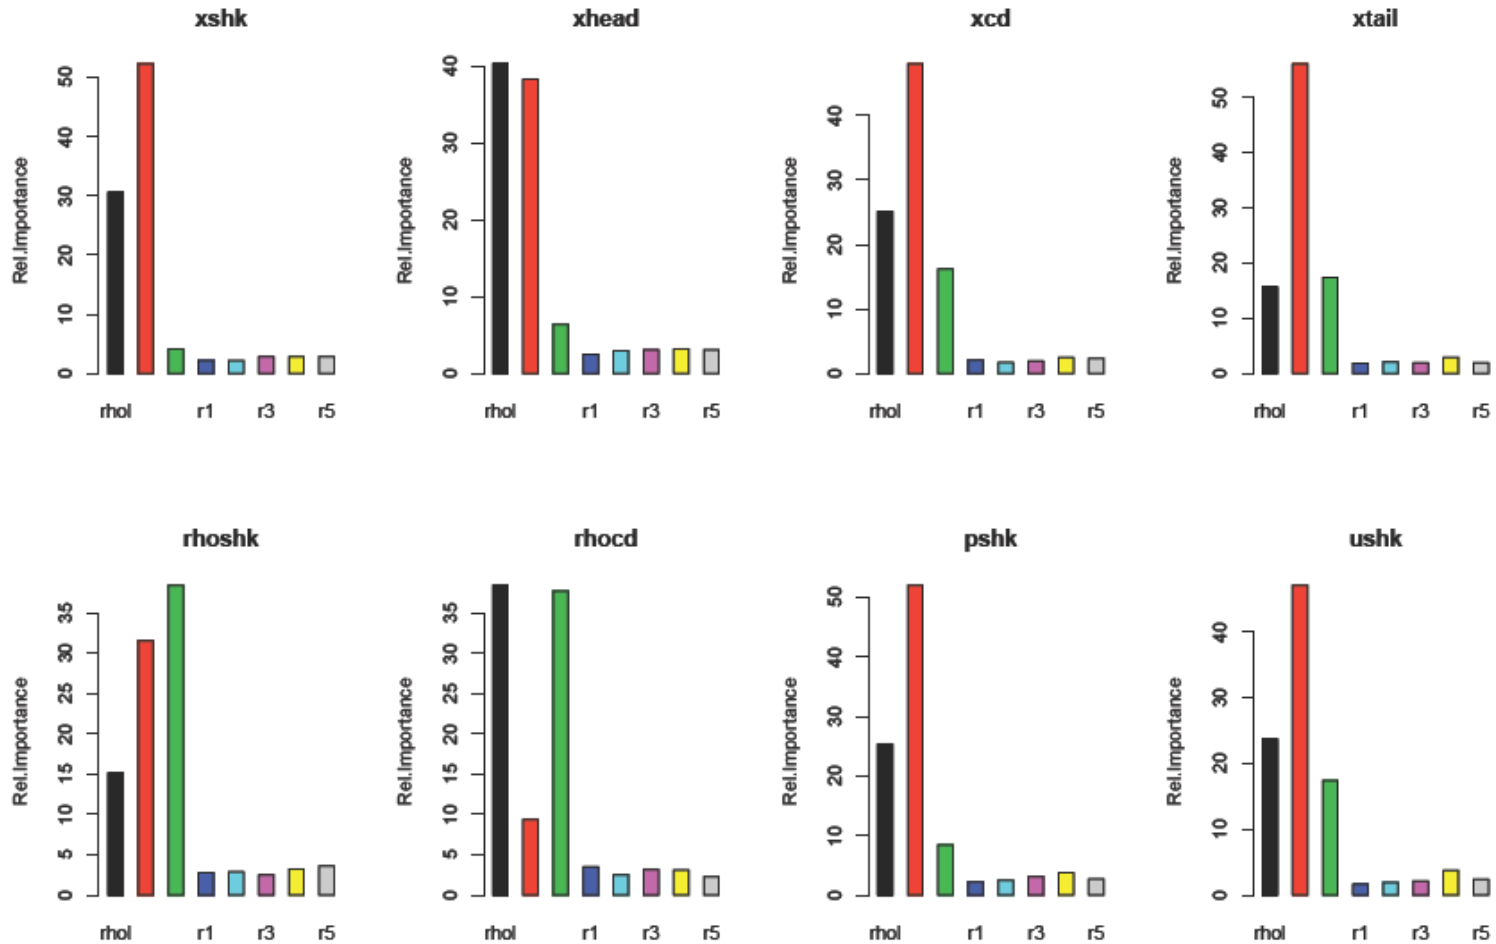 xshk xhead xcd xtail
Rel.Importance Rel.Importance Rel.Importance Rel.Importance
0 10 20 30 40 50
0 10 20 30 40
0 10 20 30 40
0 10 20 30 40 50
rhol r1 r3 r5 rhol r1 r3 r5 rhol r1 r3 r5 rhol r1 r3 r5
rhoshk rhocd pshk ushk
Rel.Importance Rel.Importance Rel.Importance Rel.Importance
0 5 10 15 20 25 30 35
0 5 10 15 20 25 30 35
0 10 20 30 40 50
0 10 20 30 40
rhol r1 r3 r5 rhol r1 r3 r5 rhol r1 r3 r5 rhol r1 r3 r5